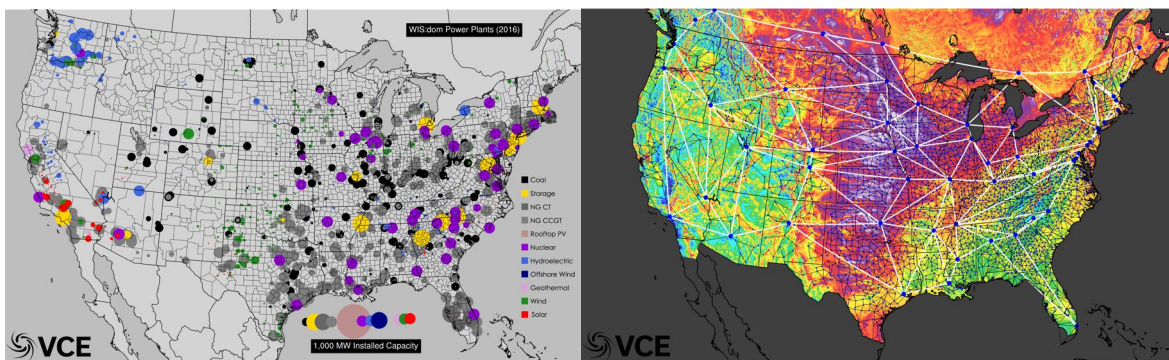 WIS:dom Power Plants (2016)
Coal
Storage
NG CT
NG CCGT
Rooftop PV
Nuclear
Hydroelectric
Offshore Wind
Geothermal
Wind
Solar
VCE
1,000 MW Installed Capacity
VCE